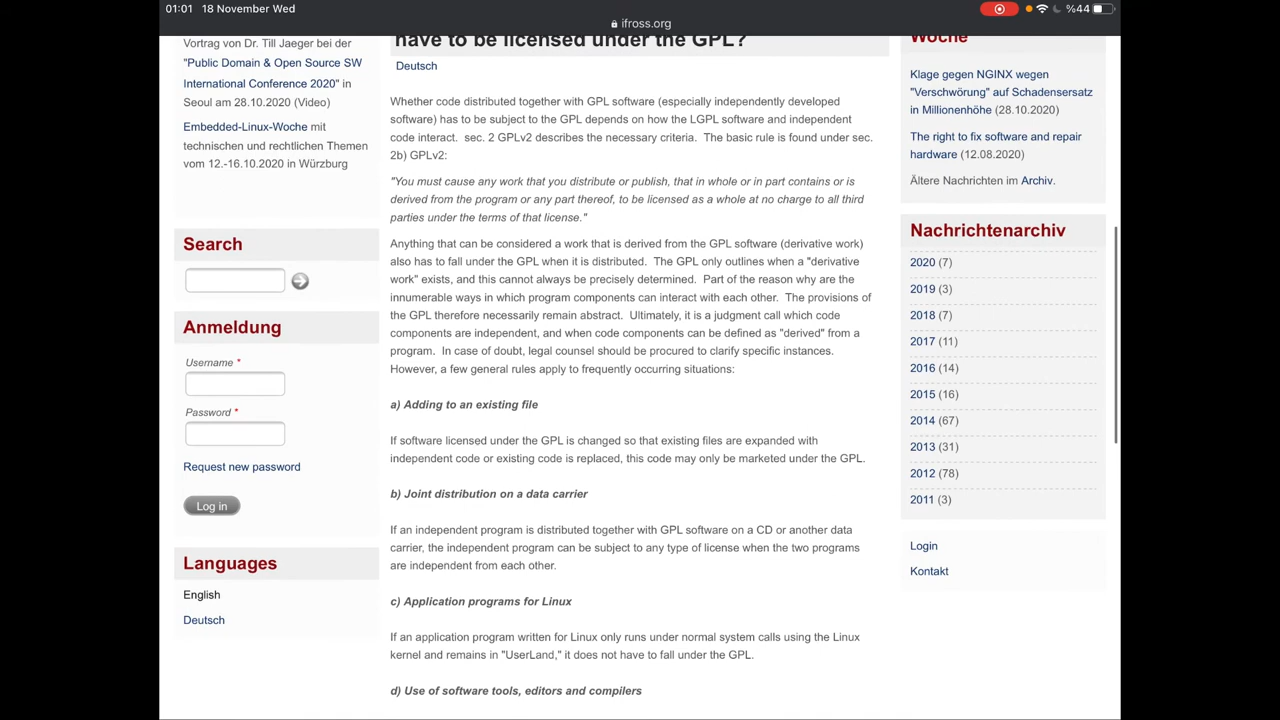 01:01 18 November Wed
%44
ifross.org
Vortrag von Dr. Till Jaeger bei der
"Public Domain & Open Source SW
International Conference 2020" in
Seoul am 28.10.2020 (Video)
Embedded-Linux-Woche mit
technischen und rechtlichen Themen
vom 12.-16.10.2020 in Würzburg
Search
Anmeldung
Username *
Password *
Request new password
Log in
Languages
English
Deutsch
have to be licensed under the GPL?
Deutsch
Whether code distributed together with GPL software (especially independently developed
software) has to be subject to the GPL depends on how the LGPL software and independent
code interact. sec. 2 GPLv2 describes the necessary criteria. The basic rule is found under sec.
2b) GPLv2:
"You must cause any work that you distribute or publish, that in whole or in part contains or is
derived from the program or any part thereof, to be licensed as a whole at no charge to all third
parties under the terms of that license."
Anything that can be considered a work that is derived from the GPL software (derivative work)
also has to fall under the GPL when it is distributed. The GPL only outlines when a "derivative
work" exists, and this cannot always be precisely determined. Part of the reason why are the
innumerable ways in which program components can interact with each other. The provisions of
the GPL therefore necessarily remain abstract. Ultimately, it is a judgment call which code
components are independent, and when code components can be defined as "derived" from a
program. In case of doubt, legal counsel should be procured to clarify specific instances.
However, a few general rules apply to frequently occurring situations:
a) Adding to an existing file
If software licensed under the GPL is changed so that existing files are expanded with
independent code or existing code is replaced, this code may only be marketed under the GPL.
b) Joint distribution on a data carrier
If an independent program is distributed together with GPL software on a CD or another data
carrier, the independent program can be subject to any type of license when the two programs
are independent from each other.
c) Application programs for Linux
If an application program written for Linux only runs under normal system calls using the Linux
kernel and remains in "UserLand," it does not have to fall under the GPL.
d) Use of software tools, editors and compilers
Woche
Klage gegen NGINX wegen
"Verschwörung" auf Schadensersatz
in Millionenhöhe (28.10.2020)
The right to fix software and repair
hardware (12.08.2020)
Ältere Nachrichten im Archiv.
Nachrichtenarchiv
2020 (7)
2019 (3)
2018 (7)
2017 (11)
2016 (14)
2015 (16)
2014 (67)
2013 (31)
2012 (78)
2011 (3)
Login
Kontakt